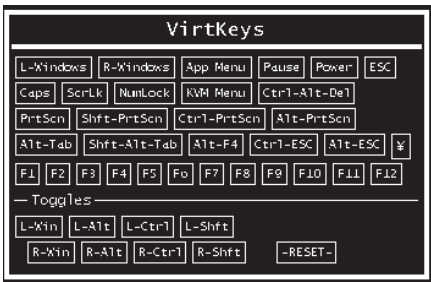 VirtKeys
L-Windows R-Windows App Menu Pause Power ESC
Caps ScrLk NumLock KVM Menu Ctrl-Alt-Del
PrtScn Shft-PrtScn Ctrl-PrtScn Alt-PrtScn
Alt-Tab Shft-Alt-Tab Alt-F4 Ctrl-ESC Alt-ESC ¥
F1 F2 F3 F4 F5 F6 F7 F8 F9 F10 F11 F12
Toggles
L-Win L-Alt L-Ctrl L-Shft
R-Win R-Alt R-Ctrl R-Shft -RESET-